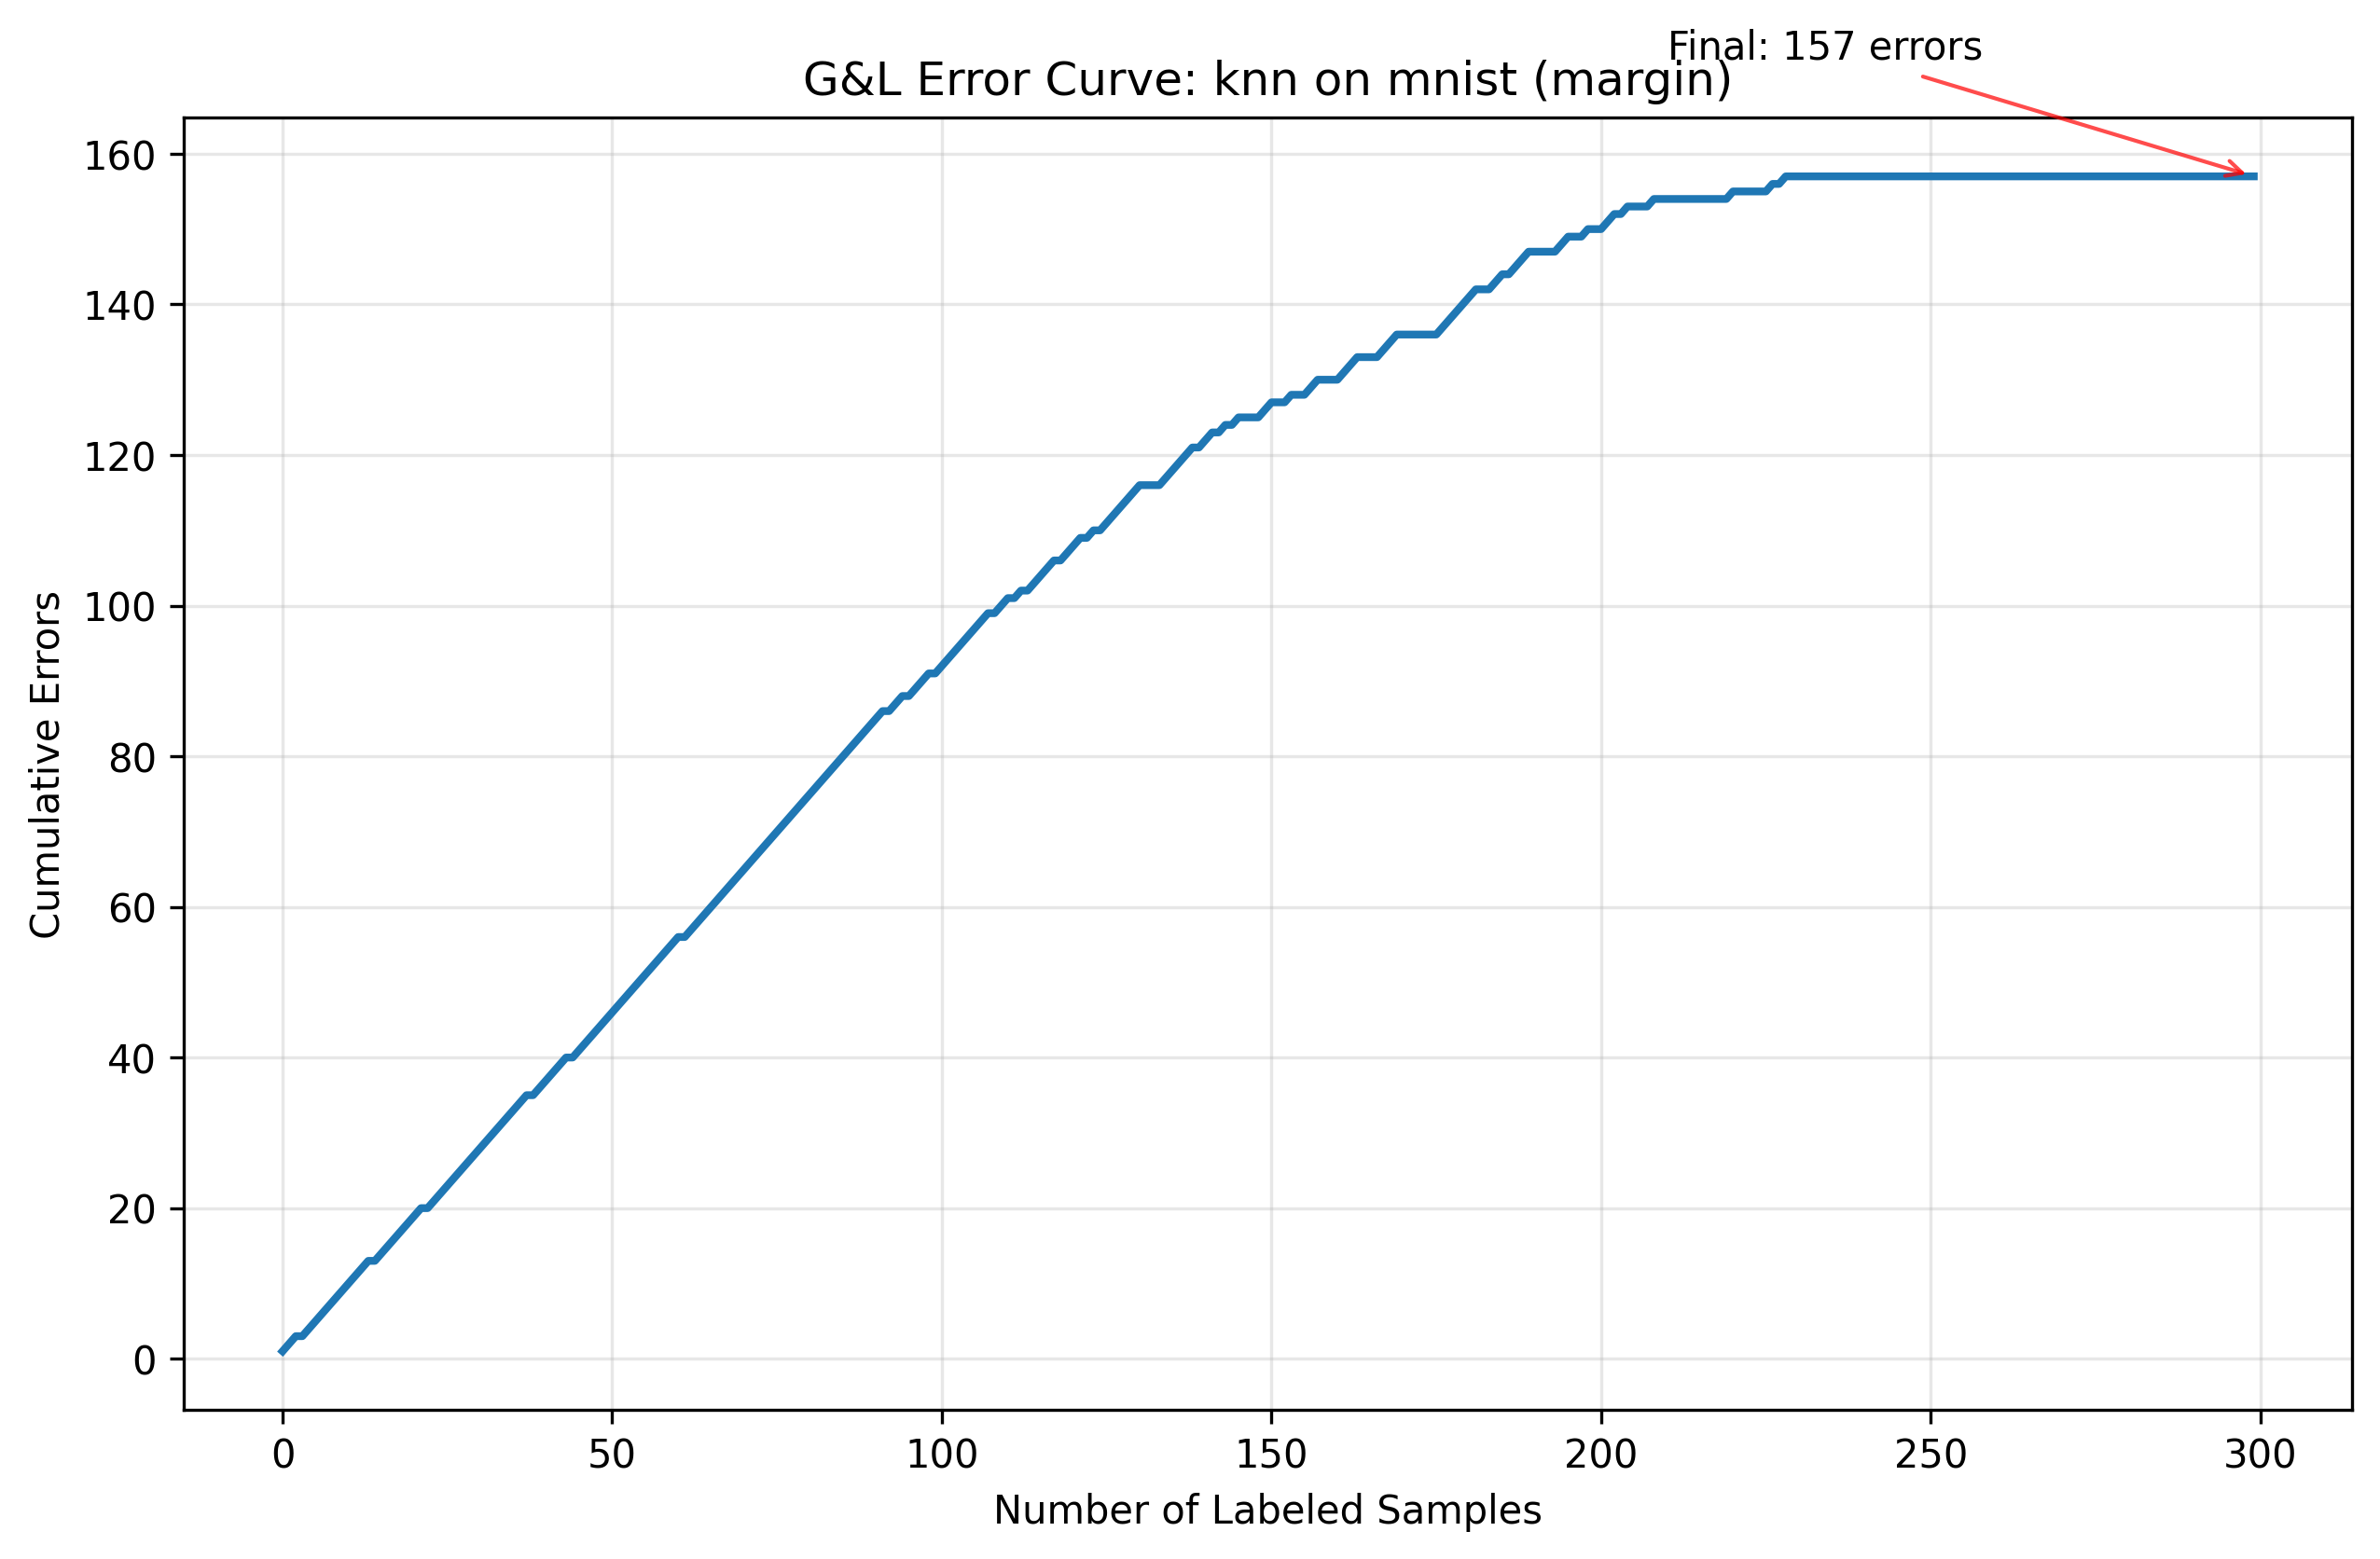 Final: 157 errors
G&L Error Curve: knn on mnist (margin)
Cumulative Errors
160
140
120
100
80
60
40
20
0
0 50 100 150 200 250 300
Number of Labeled Samples